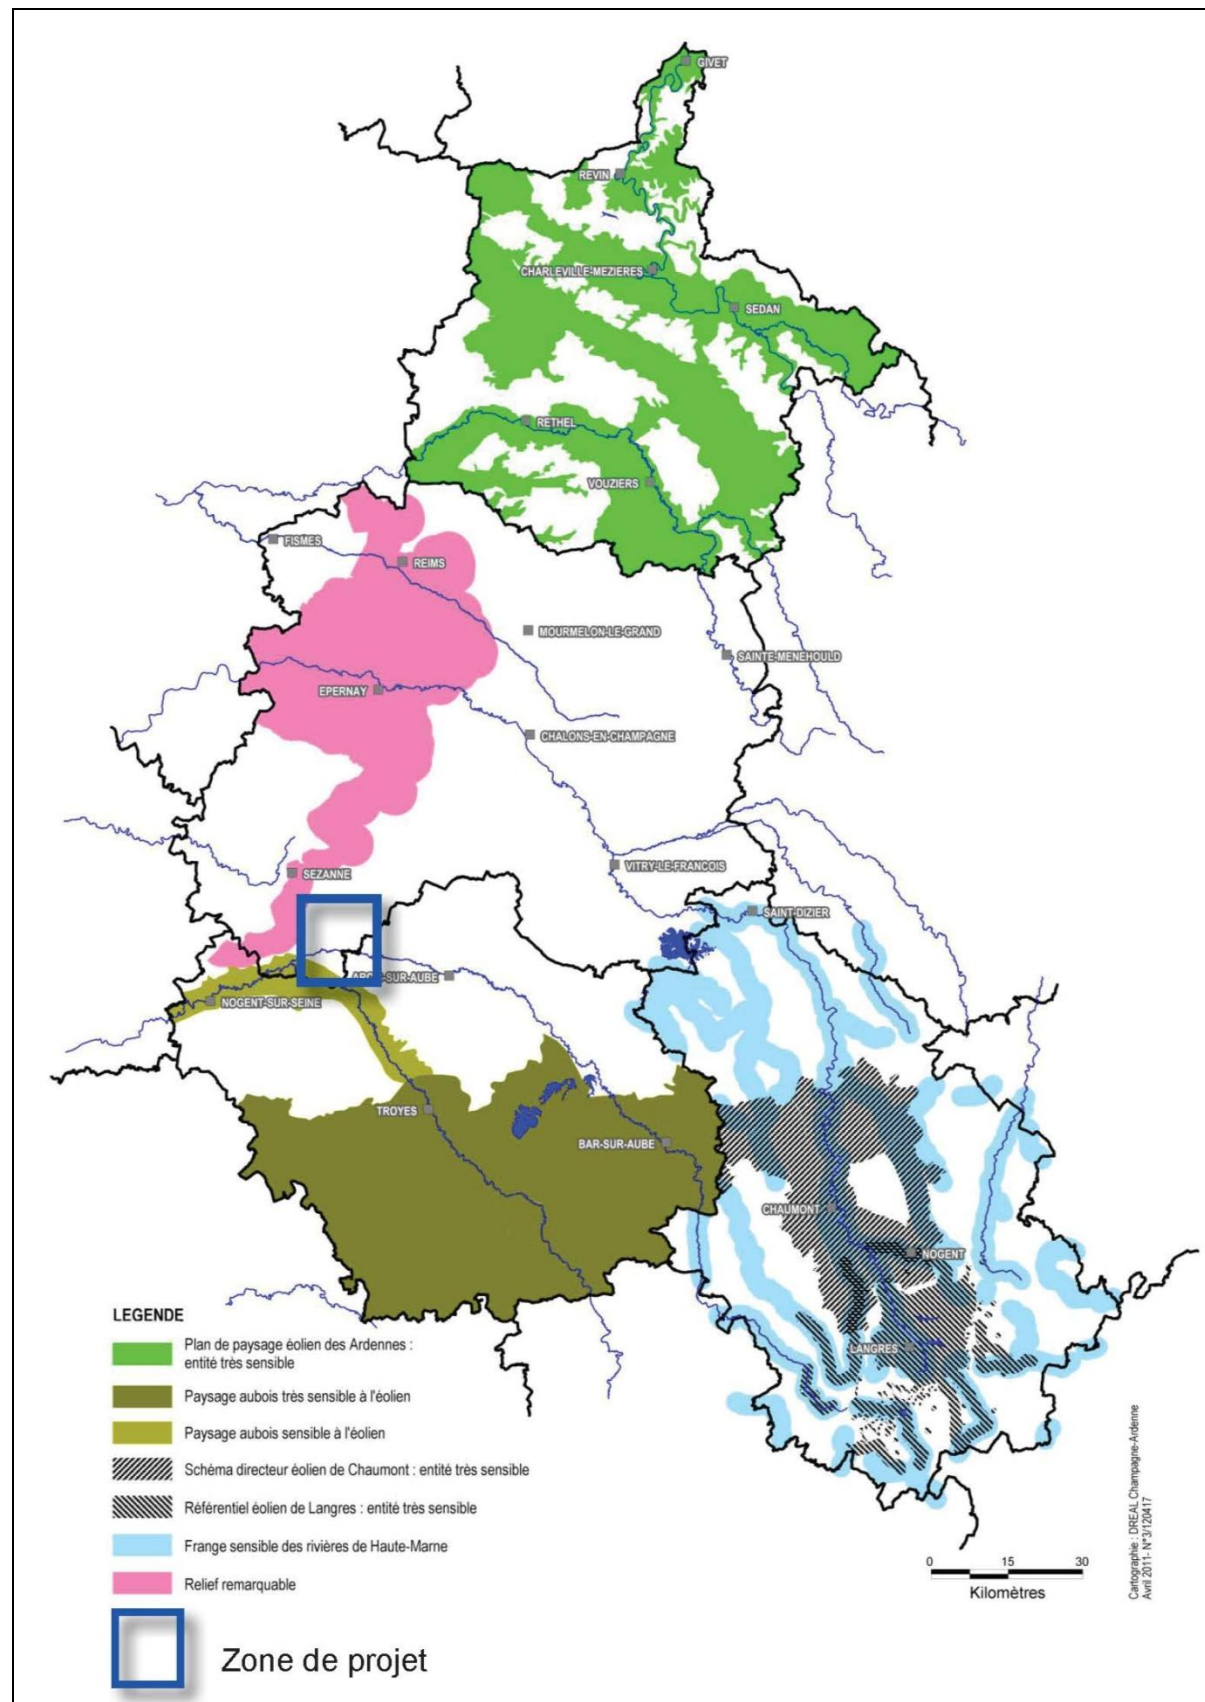 GIVET
REVIN
CHARLEVILLE-MEZIERES
SEDAN
RETHEL
VOUZIERS
FISMES
REIMS
MOURMELON-LE-GRAND
SAINTE-MENEHOULD
EPERNAY
CHALONS-EN-CHAMPAGNE
VITRY-LE-FRANCOIS
SEZANNE
SAINT-DIZIER
SUR-AUBE
NOGENT-SUR-SEINE
TROYES
BAR-SUR-AUBE
CHAUMONT
NOGENT
LANGRES
LEGENDE
Plan de paysage éolien des Ardennes :
entité très sensible
Paysage aubois très sensible à l'éolien
Paysage aubois sensible à l'éolien
Schéma directeur éolien de Chaumont : entité très sensible
Référentiel éolien de Langres : entité très sensible
Frange sensible des rivières de Haute-Marne
Relief remarquable
Zone de projet
0 15 30
Kilomètres
Cartographie : DREAL Champagne-Ardenne
Avril 2011- N°3/120417